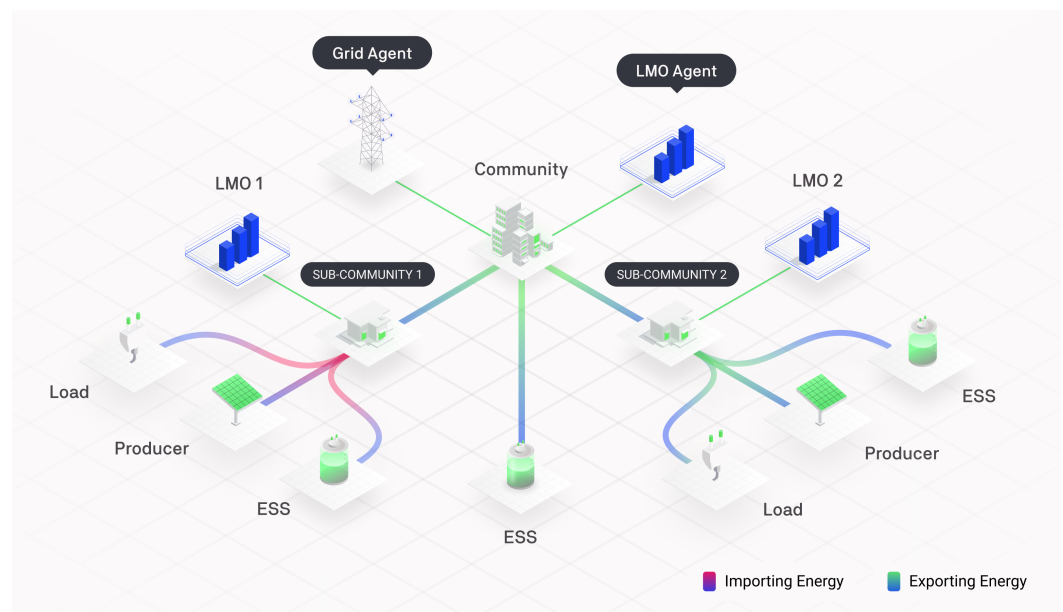 Grid Agent
LMO Agent
Community
LMO 1
LMO 2
SUB-COMMUNITY 1
SUB-COMMUNITY 2
Load
ESS
Producer
Producer
ESS
Load
ESS
Importing Energy
Exporting Energy